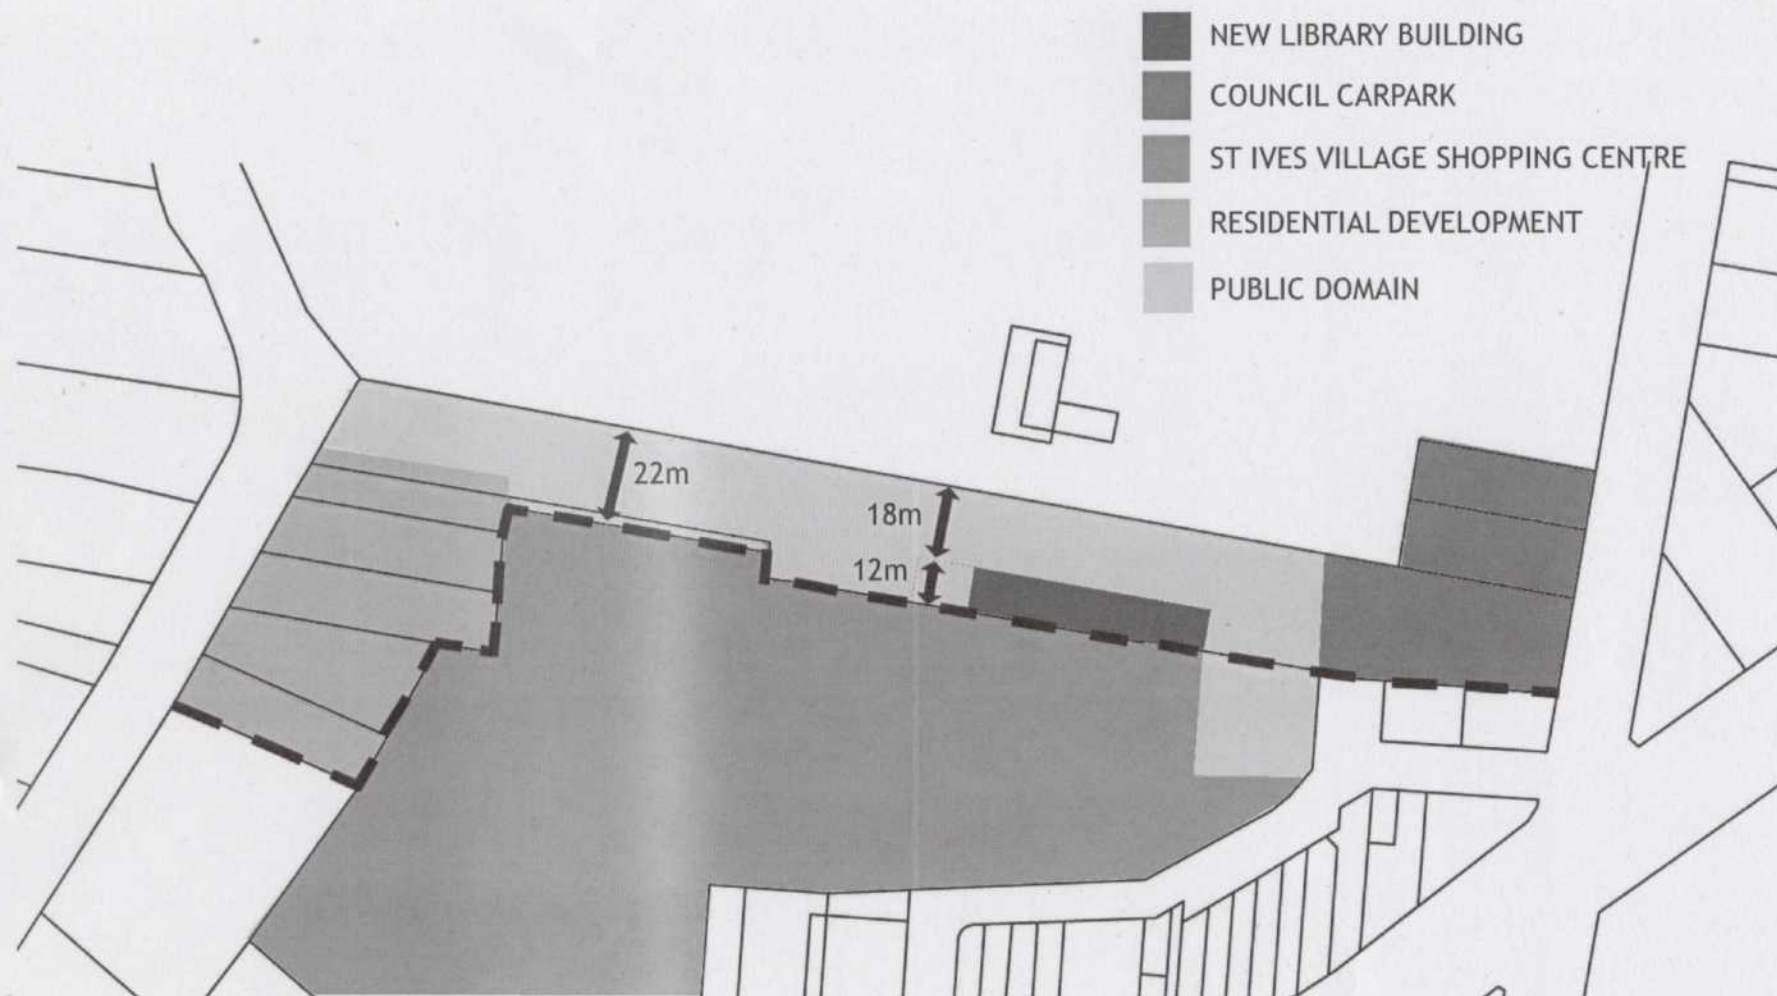 NEW LIBRARY BUILDING
COUNCIL CARPARK
ST IVES VILLAGE SHOPPING CENTRE
RESIDENTIAL DEVELOPMENT
PUBLIC DOMAIN
22m
18m
12m